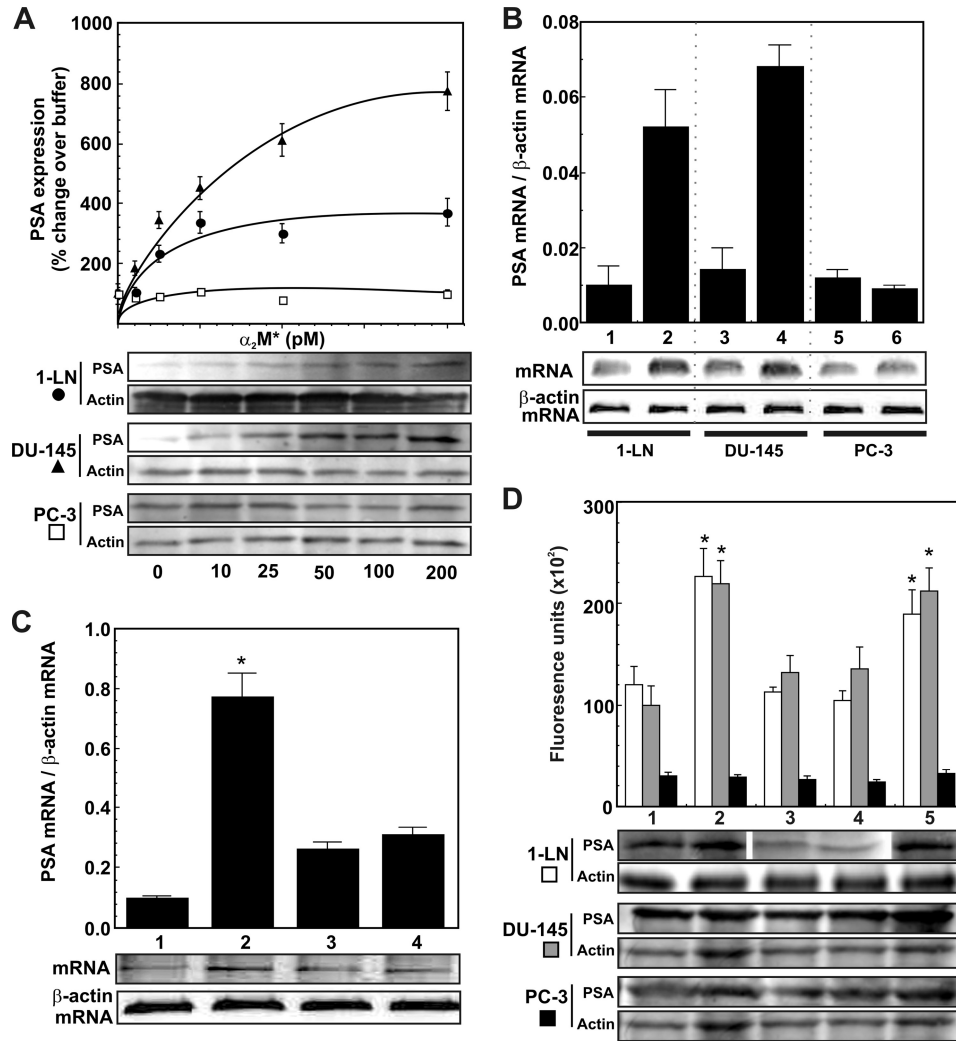 A
1000
800
600
400
200
PSA expression
(% change over buffer)
α2M* (pM)
1-LN
PSA
Actin
DU-145
PSA
Actin
PC-3
PSA
Actin
0 10 25 50 100 200
B
0.08
0.06
0.04
0.02
0.00
PSA mRNA / β-actin mRNA
1 2 3 4 5 6
mRNA
β-actin
mRNA
1-LN DU-145 PC-3
C
1.0
0.8
0.6
0.4
0.2
0.0
PSA mRNA / β-actin mRNA
*
1 2 3 4
mRNA
β-actin
mRNA
D
300
200
100
0
Fluoresence units (x10²)
* * * *
1 2 3 4 5
1-LN
PSA
Actin
DU-145
PSA
Actin
PC-3
PSA
Actin